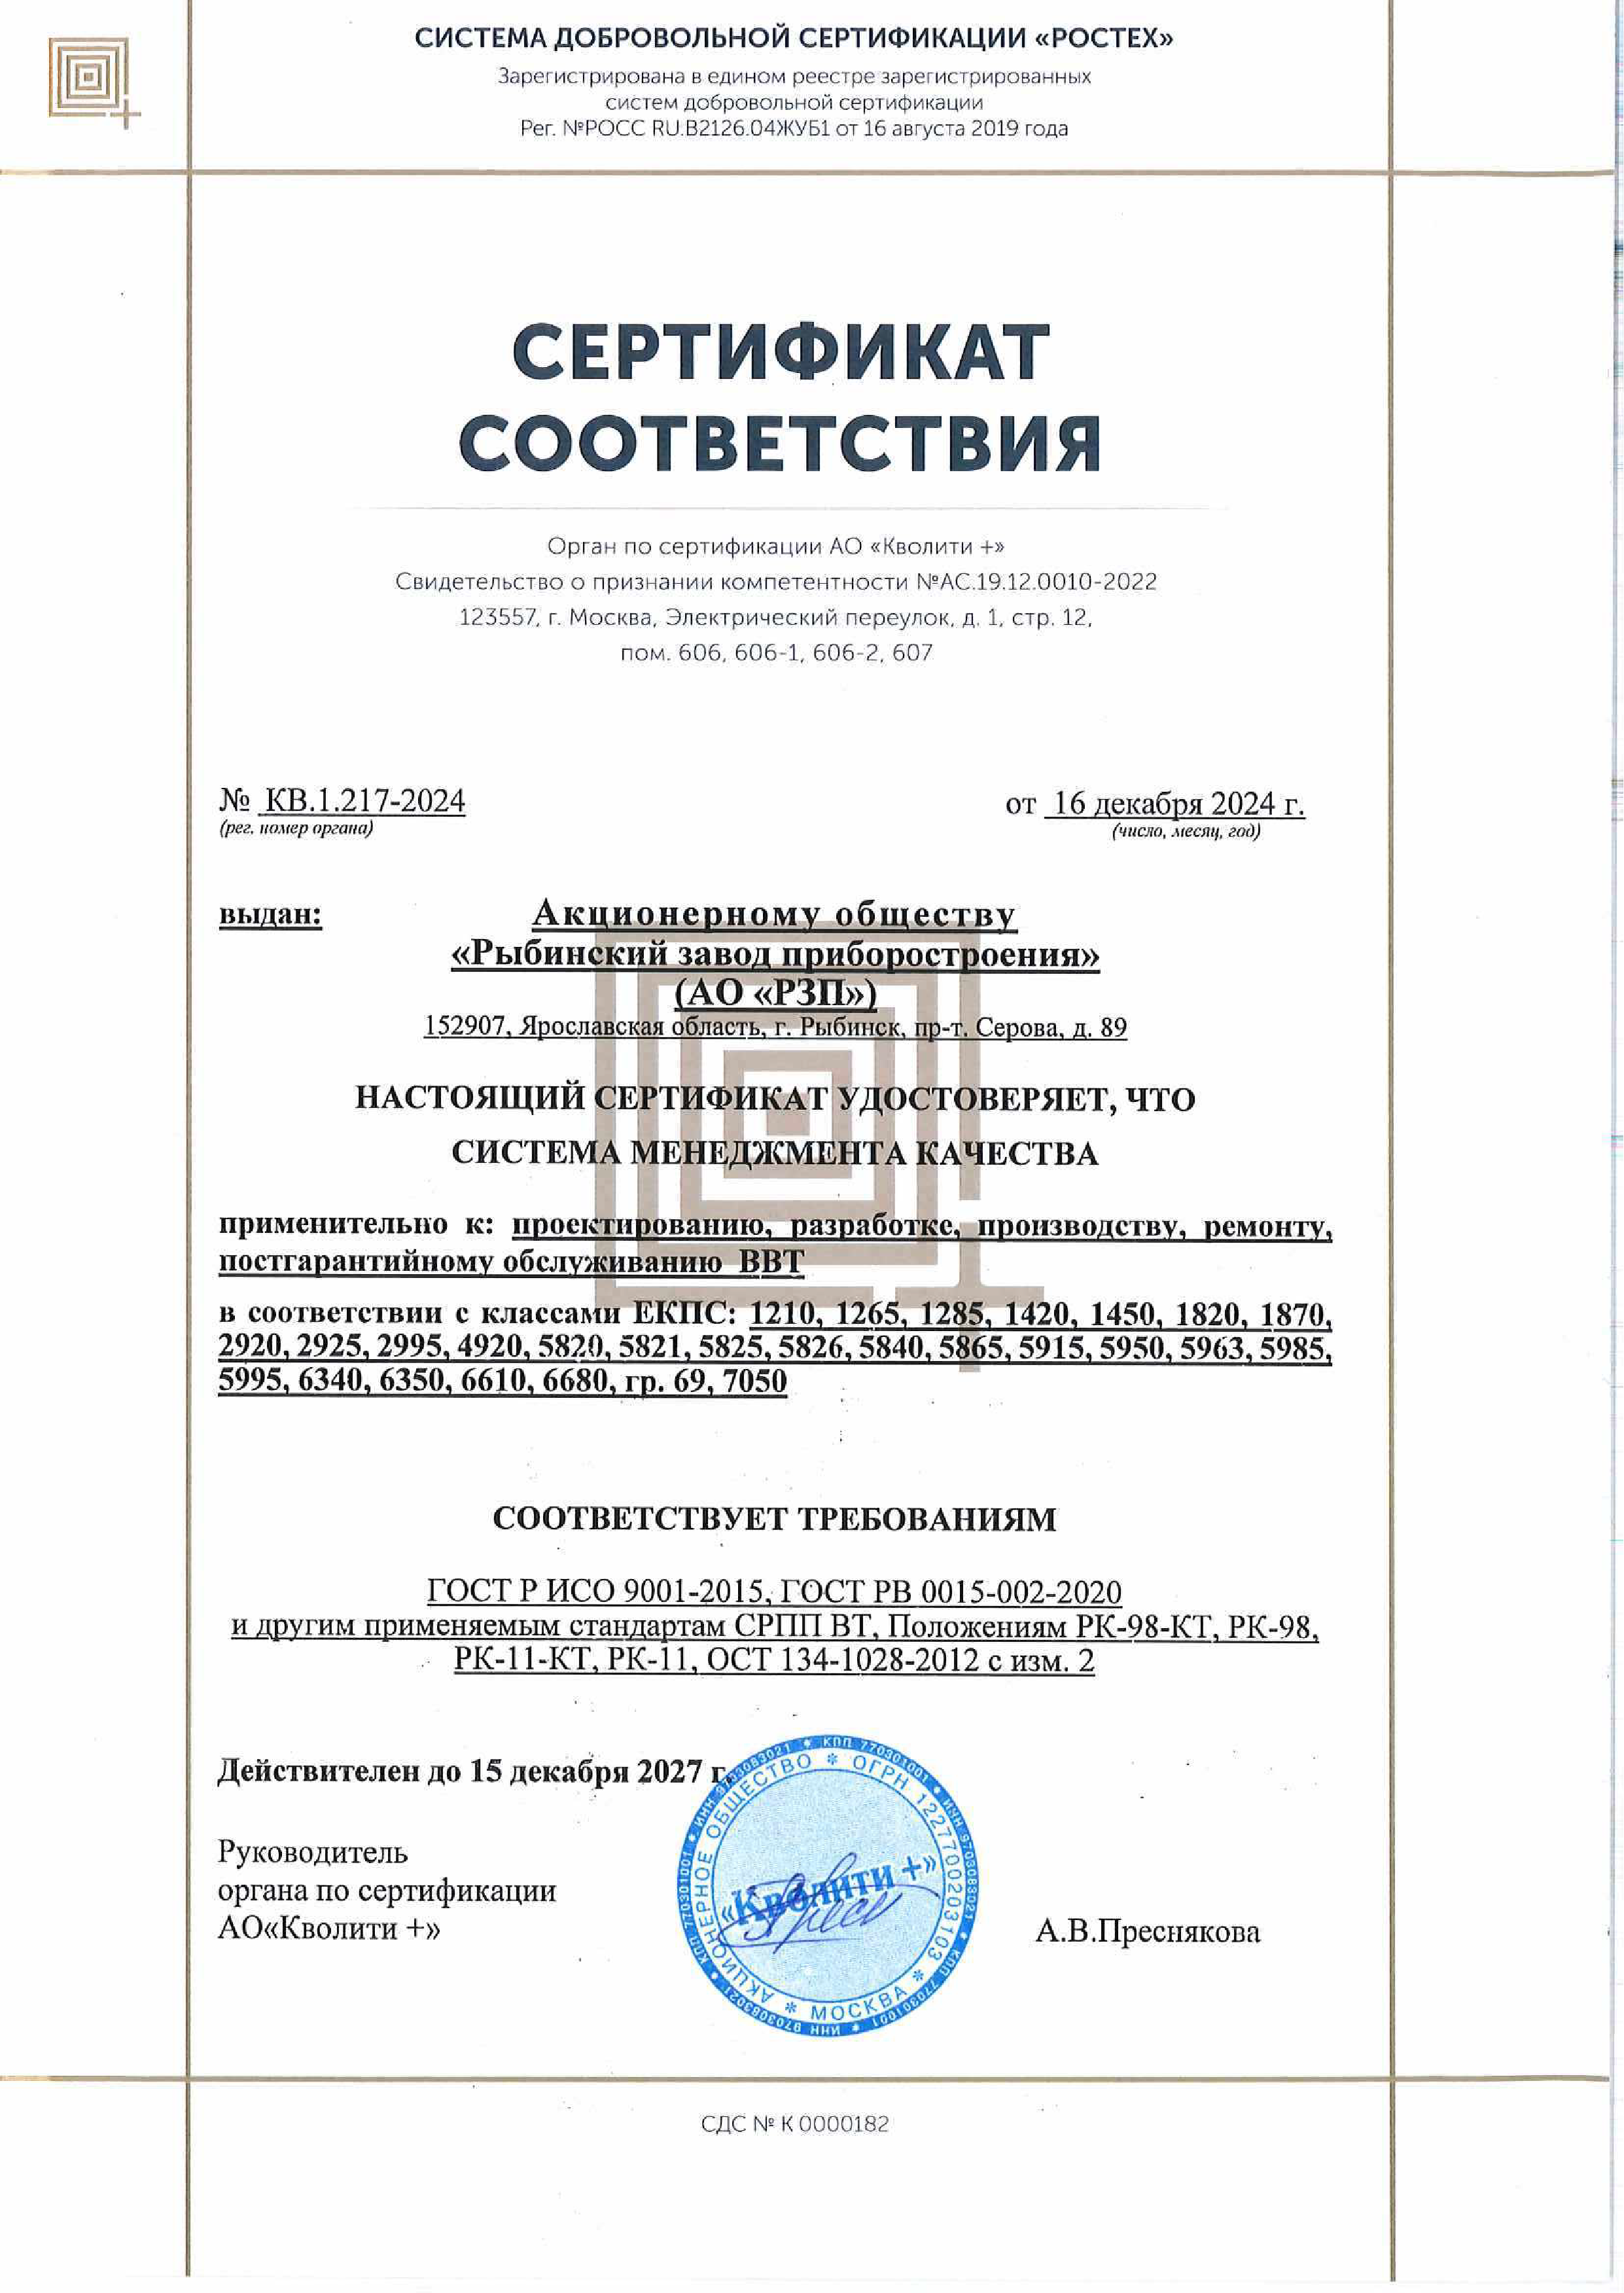 СИСТЕМА ДОБРОВОЛЬНОЙ СЕРТИФИКАЦИИ «РОСТЕХ»
Зарегистрирована в едином реестре зарегистрированных
систем добровольной сертификации
Рег. №РОСС RU.В2126.04ЖУБ1 от 16 августа 2019 года
СЕРТИФИКАТ
СООТВЕТСТВИЯ
Орган по сертификации АО «Кволити +»
Свидетельство о признании компетентности №АС.19.12.0010-2022
123557, г. Москва, Электрический переулок, д. 1, стр. 12,
пом. 606, 606-1, 606-2, 607
№ КВ.1.217-2024
от 16 декабря 2024 г.
(рег. номер органа)
(число, месяц, год)
выдан:
Акционерному обществу
«Рыбинский завод приборостроения»
(АО «РЗП»)
152907, Ярославская область, г. Рыбинск, пр-т. Серова, д. 89
НАСТОЯЩИЙ СЕРТИФИКАТ УДОСТОВЕРЯЕТ, ЧТО
СИСТЕМА МЕНЕДЖМЕНТА КАЧЕСТВА
применительно к: проектированию, разработке, производству, ремонту,
постгарантийному обслуживанию ВВТ
в соответствии с классами ЕКПС: 1210, 1265, 1285, 1420, 1450, 1820, 1870,
2920, 2925, 2995, 4920, 5820, 5821, 5825, 5826, 5840, 5865, 5915, 5950, 5963, 5985,
5995, 6340, 6350, 6610, 6680, гр. 69, 7050
СООТВЕТСТВУЕТ ТРЕБОВАНИЯМ
ГОСТ Р ИСО 9001-2015, ГОСТ РВ 0015-002-2020
и другим применяемым стандартам СРПП ВТ, Положениям РК-98-КТ, РК-98,
РК-11-КТ, РК-11, ОСТ 134-1028-2012 с изм. 2
Действителен до 15 декабря 2027 г.
Руководитель
органа по сертификации
АО«Кволити +»
А.В.Преснякова
АКЦИОНЕРНОЕ ОБЩЕСТВО * ОГРН 1227700203103 * МОСКВА *
ИНН 9703083021 * КПП 770301001 * ИНН 9703083021 * КПП 770301001 * ИНН 9703083021 * КПП 770301001
«Кволити +»
СДС № К 0000182